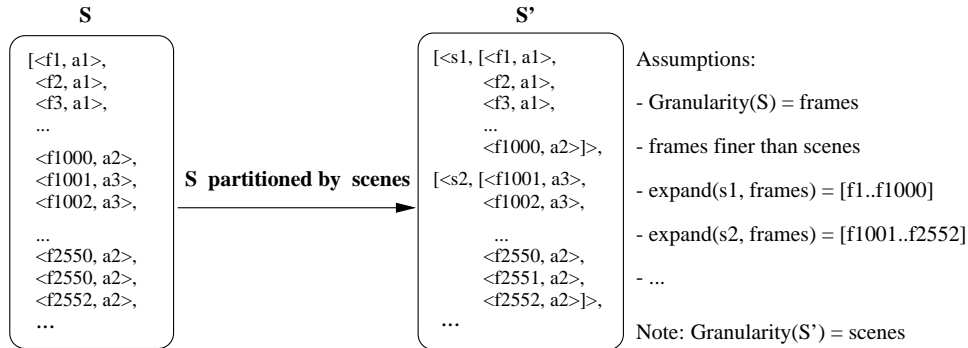 S
[<f1, a1>,
<f2, a1>,
<f3, a1>,
...
<f1000, a2>,
<f1001, a3>,
<f1002, a3>,
...
<f2550, a2>,
<f2550, a2>,
<f2552, a2>,
...
S partitioned by scenes
S’
[<s1, [<f1, a1>,
<f2, a1>,
<f3, a1>,
...
<f1000, a2>]>,
[<s2, [<f1001, a3>,
<f1002, a3>,
...
<f2550, a2>,
<f2551, a2>,
<f2552, a2>]>,
...
Assumptions:
- Granularity(S) = frames
- frames finer than scenes
- expand(s1, frames) = [f1..f1000]
- expand(s2, frames) = [f1001..f2552]
- ...
Note: Granularity(S’) = scenes